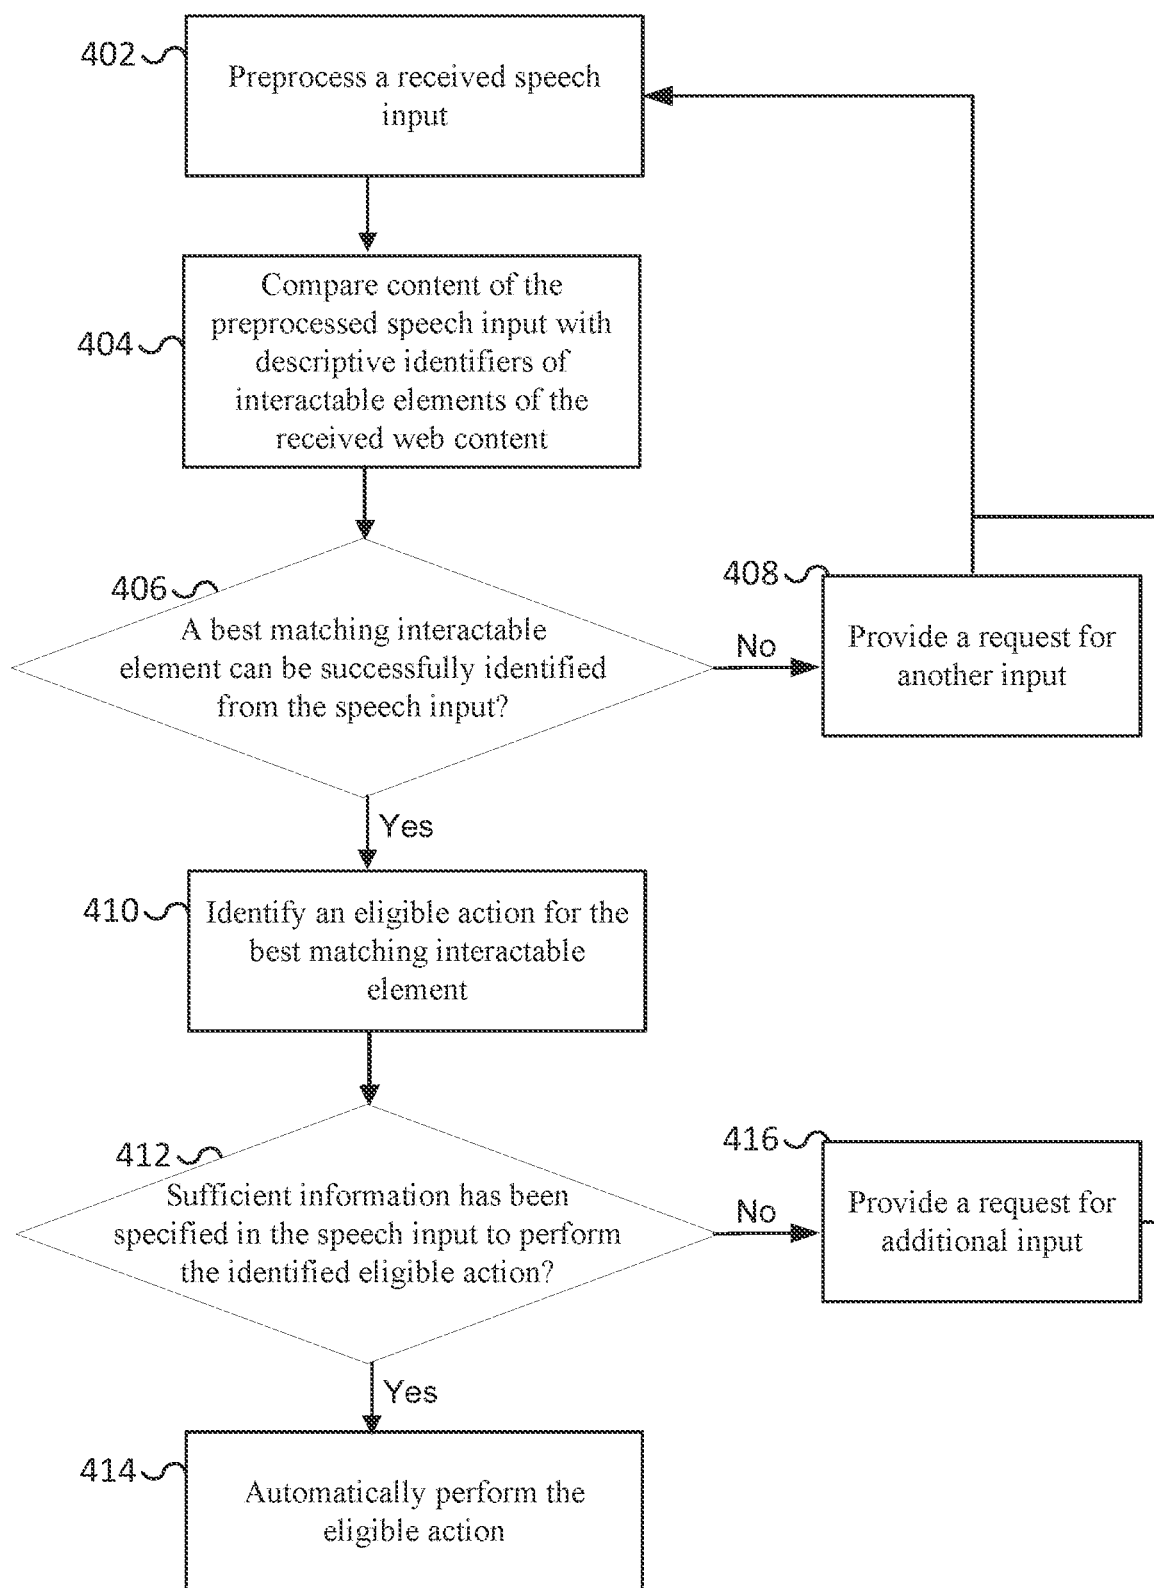 402
Preprocess a received speech
input
404
Compare content of the
preprocessed speech input with
descriptive identifiers of
interactable elements of the
received web content
406
A best matching interactable
element can be successfully identified
from the speech input?
No
408
Provide a request for
another input
Yes
410
Identify an eligible action for the
best matching interactable
element
412
Sufficient information has been
specified in the speech input to perform
the identified eligible action?
No
416
Provide a request for
additional input
Yes
414
Automatically perform the
eligible action